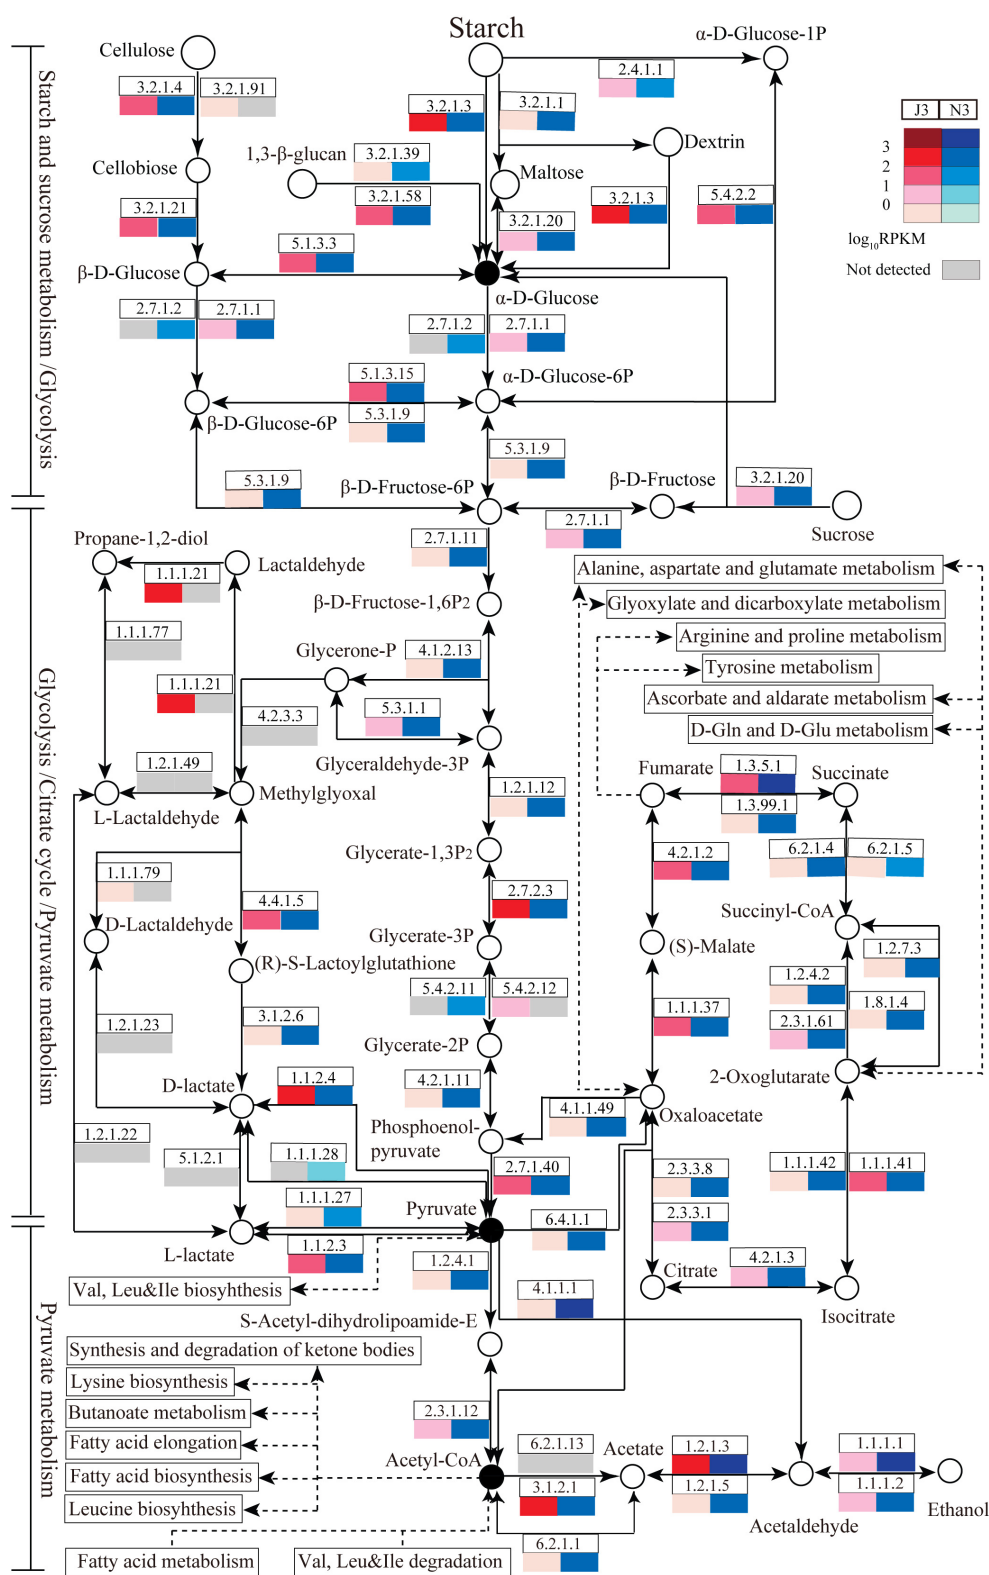 Starch
α-D-Glucose-1P
Cellulose
3.2.1.4
3.2.1.91
2.4.1.1
3.2.1.3
3.2.1.1
J3
N3
3
2
1
0
log10RPKM
Not detected
Cellobiose
1,3-β-glucan
3.2.1.39
Maltose
Dextrin
3.2.1.58
3.2.1.3
5.4.2.2
3.2.1.21
3.2.1.20
5.1.3.3
β-D-Glucose
α-D-Glucose
2.7.1.2
2.7.1.1
2.7.1.2
2.7.1.1
5.1.3.15
α-D-Glucose-6P
β-D-Glucose-6P
5.3.1.9
5.3.1.9
5.3.1.9
β-D-Fructose-6P
β-D-Fructose
3.2.1.20
Sucrose
2.7.1.1
Starch and sucrose metabolism /Glycolysis
Propane-1,2-diol
Lactaldehyde
2.7.1.11
1.1.1.21
Alanine, aspartate and glutamate metabolism
β-D-Fructose-1,6P2
Glyoxylate and dicarboxylate metabolism
1.1.1.77
Arginine and proline metabolism
Glycerone-P
4.1.2.13
Tyrosine metabolism
1.1.1.21
Ascorbate and aldarate metabolism
4.2.3.3
5.3.1.1
D-Gln and D-Glu metabolism
Glyceraldehyde-3P
1.2.1.49
Fumarate
1.3.5.1
Succinate
L-Lactaldehyde
Methylglyoxal
1.2.1.12
1.3.99.1
Glycerate-1,3P2
4.2.1.2
6.2.1.4
6.2.1.5
1.1.1.79
4.4.1.5
2.7.2.3
Succinyl-CoA
D-Lactaldehyde
Glycerate-3P
(S)-Malate
1.2.7.3
(R)-S-Lactoylglutathione
1.2.4.2
5.4.2.11
5.4.2.12
1.1.1.37
1.8.1.4
1.2.1.23
3.1.2.6
2.3.1.61
Glycerate-2P
D-lactate
1.1.2.4
4.2.1.11
2-Oxoglutarate
4.1.1.49
Oxaloacetate
Phosphoenol-
pyruvate
1.2.1.22
5.1.2.1
1.1.1.28
2.7.1.40
2.3.3.8
1.1.1.42
1.1.1.41
1.1.1.27
Pyruvate
6.4.1.1
2.3.3.1
L-lactate
1.1.2.3
1.2.4.1
Citrate
4.2.1.3
Isocitrate
Glycolysis /Citrate cycle /Pyruvate metabolism
Val, Leu&Ile biosyhthesis
4.1.1.1
S-Acetyl-dihydrolipoamide-E
Synthesis and degradation of ketone bodies
Lysine biosynthesis
Butanoate metabolism
2.3.1.12
Fatty acid elongation
6.2.1.13
Acetate
1.2.1.3
1.1.1.1
Acetyl-CoA
Fatty acid biosynthesis
3.1.2.1
1.2.1.5
1.1.1.2
Leucine biosyhthesis
Acetaldehyde
Ethanol
6.2.1.1
Fatty acid metabolism
Val, Leu&Ile degradation
Pyruvate metabolism